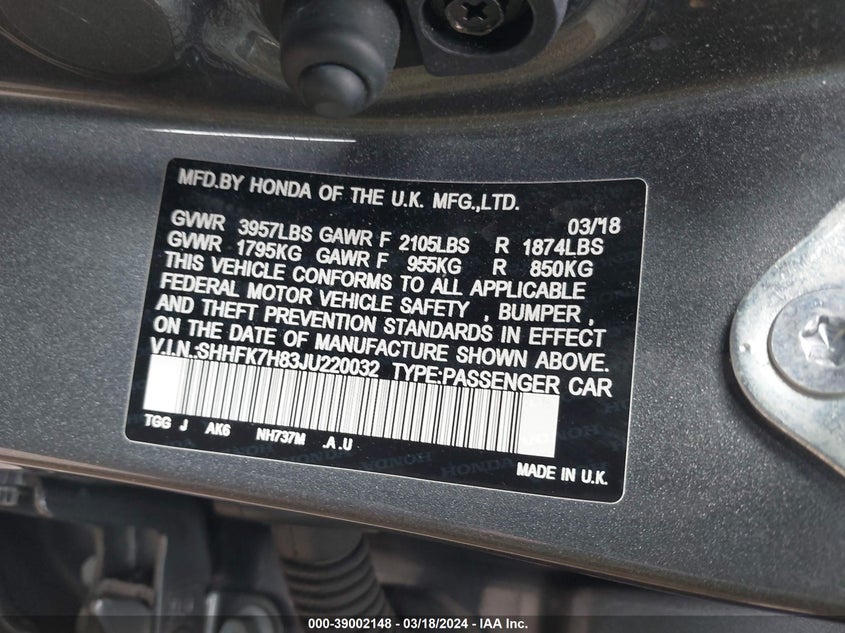 MFD.BY HONDA OF THE U.K. MFG.,LTD.
03/'18
GVWR 3957LBS GAWR F 2105LBS R 1874LBS
GVWR 1795KG GAWR F 955KG R 850KG
THIS VEHICLE CONFORMS TO ALL APPLICABLE
FEDERAL MOTOR VEHICLE SAFETY , BUMPER ,
AND THEFT PREVENTION STANDARDS IN EFFECT
ON THE DATE OF MANUFACTURE SHOWN ABOVE.
V.I.N.:SHHFK7H83JU220032 TYPE:PASSENGER CAR
TGG J AK6 NH737M .A .U
HONDA HONDA
MADE IN U.K.
000-39002148 - 03/18/2024 - IAA Inc.